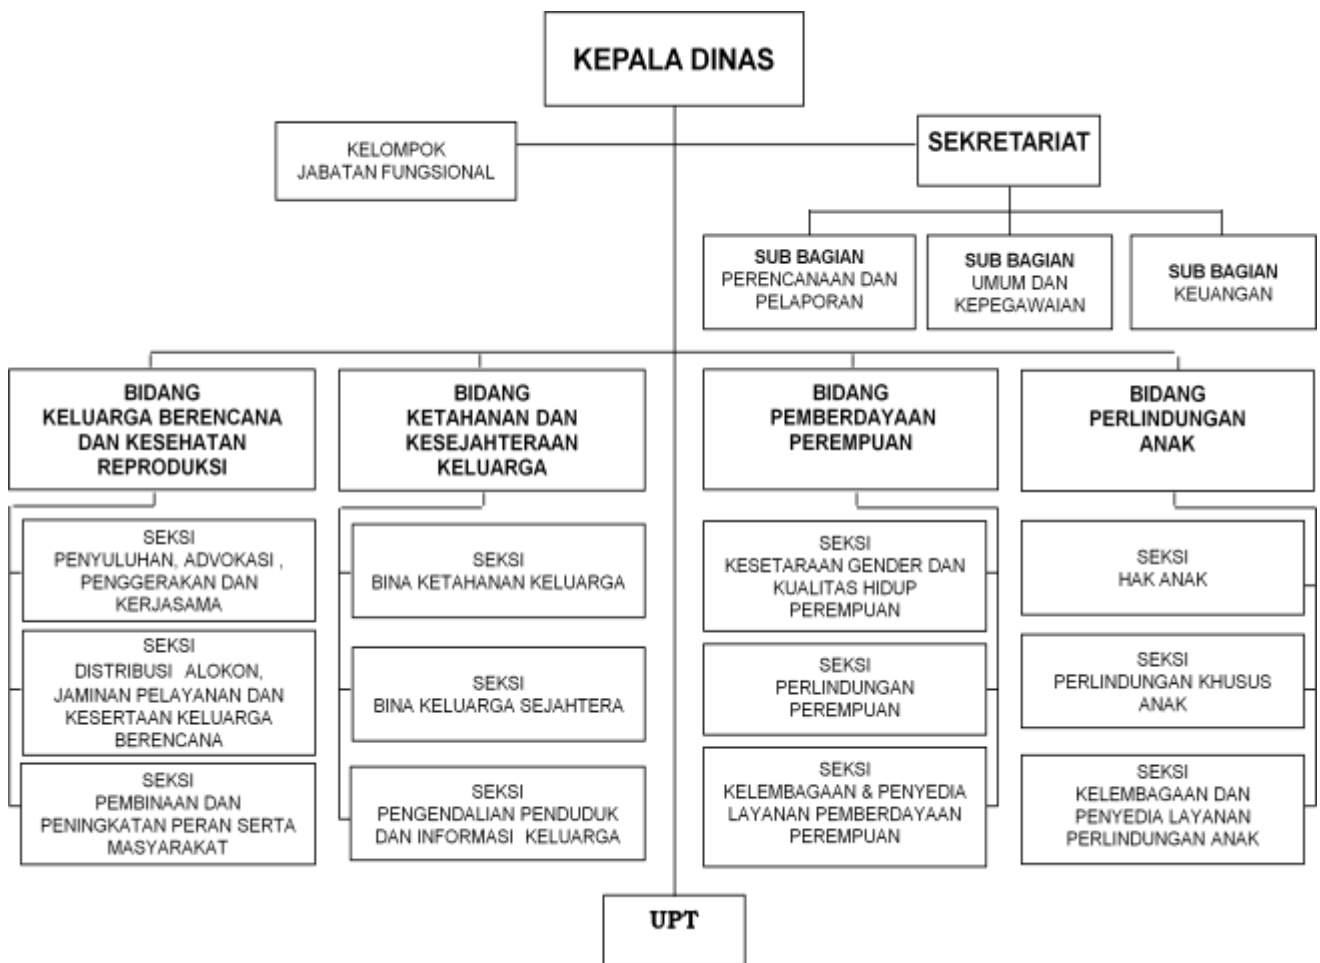 KEPALA DINAS
KELOMPOK
JABATAN FUNGSIONAL
SEKRETARIAT
SUB BAGIAN
PERENCANAAN DAN
PELAPORAN
SUB BAGIAN
UMUM DAN
KEPEGAWAIAN
SUB BAGIAN
KEUANGAN
BIDANG
KELUARGA BERENCANA
DAN KESEHATAN
REPRODUKSI
BIDANG
KETAHANAN DAN
KESEJAHTERAAN
KELUARGA
BIDANG
PEMBERDAYAAN
PEREMPUAN
BIDANG
PERLINDUNGAN
ANAK
SEKSI
PENYULUHAN, ADVOKASI ,
PENGGERAKAN DAN
KERJASAMA
SEKSI
DISTRIBUSI ALOKON,
JAMINAN PELAYANAN DAN
KESERTAAN KELUARGA
BERENCANA
SEKSI
PEMBINAAN DAN
PENINGKATAN PERAN SERTA
MASYARAKAT
SEKSI
BINA KETAHANAN KELUARGA
SEKSI
BINA KELUARGA SEJAHTERA
SEKSI
PENGENDALIAN PENDUDUK
DAN INFORMASI KELUARGA
SEKSI
KESETARAAN GENDER DAN
KUALITAS HIDUP
PEREMPUAN
SEKSI
PERLINDUNGAN
PEREMPUAN
SEKSI
KELEMBAGAAN & PENYEDIA
LAYANAN PEMBERDAYAAN
PEREMPUAN
SEKSI
HAK ANAK
SEKSI
PERLINDUNGAN KHUSUS
ANAK
SEKSI
KELEMBAGAAN DAN
PENYEDIA LAYANAN
PERLINDUNGAN ANAK
UPT